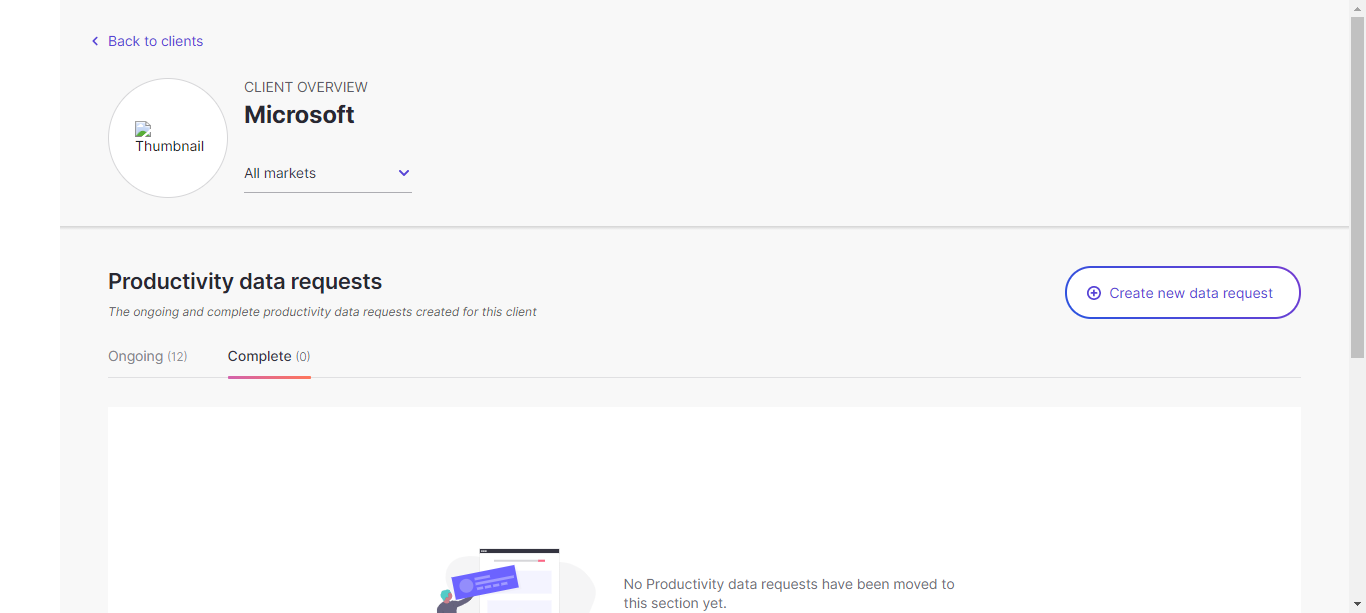 Back to clients
CLIENT OVERVIEW
Microsoft
Thumbnail
All markets
Productivity data requests
Create new data request
The ongoing and complete productivity data requests created for this client
Ongoing (12)
Complete (0)
No Productivity data requests have been moved to
this section yet.